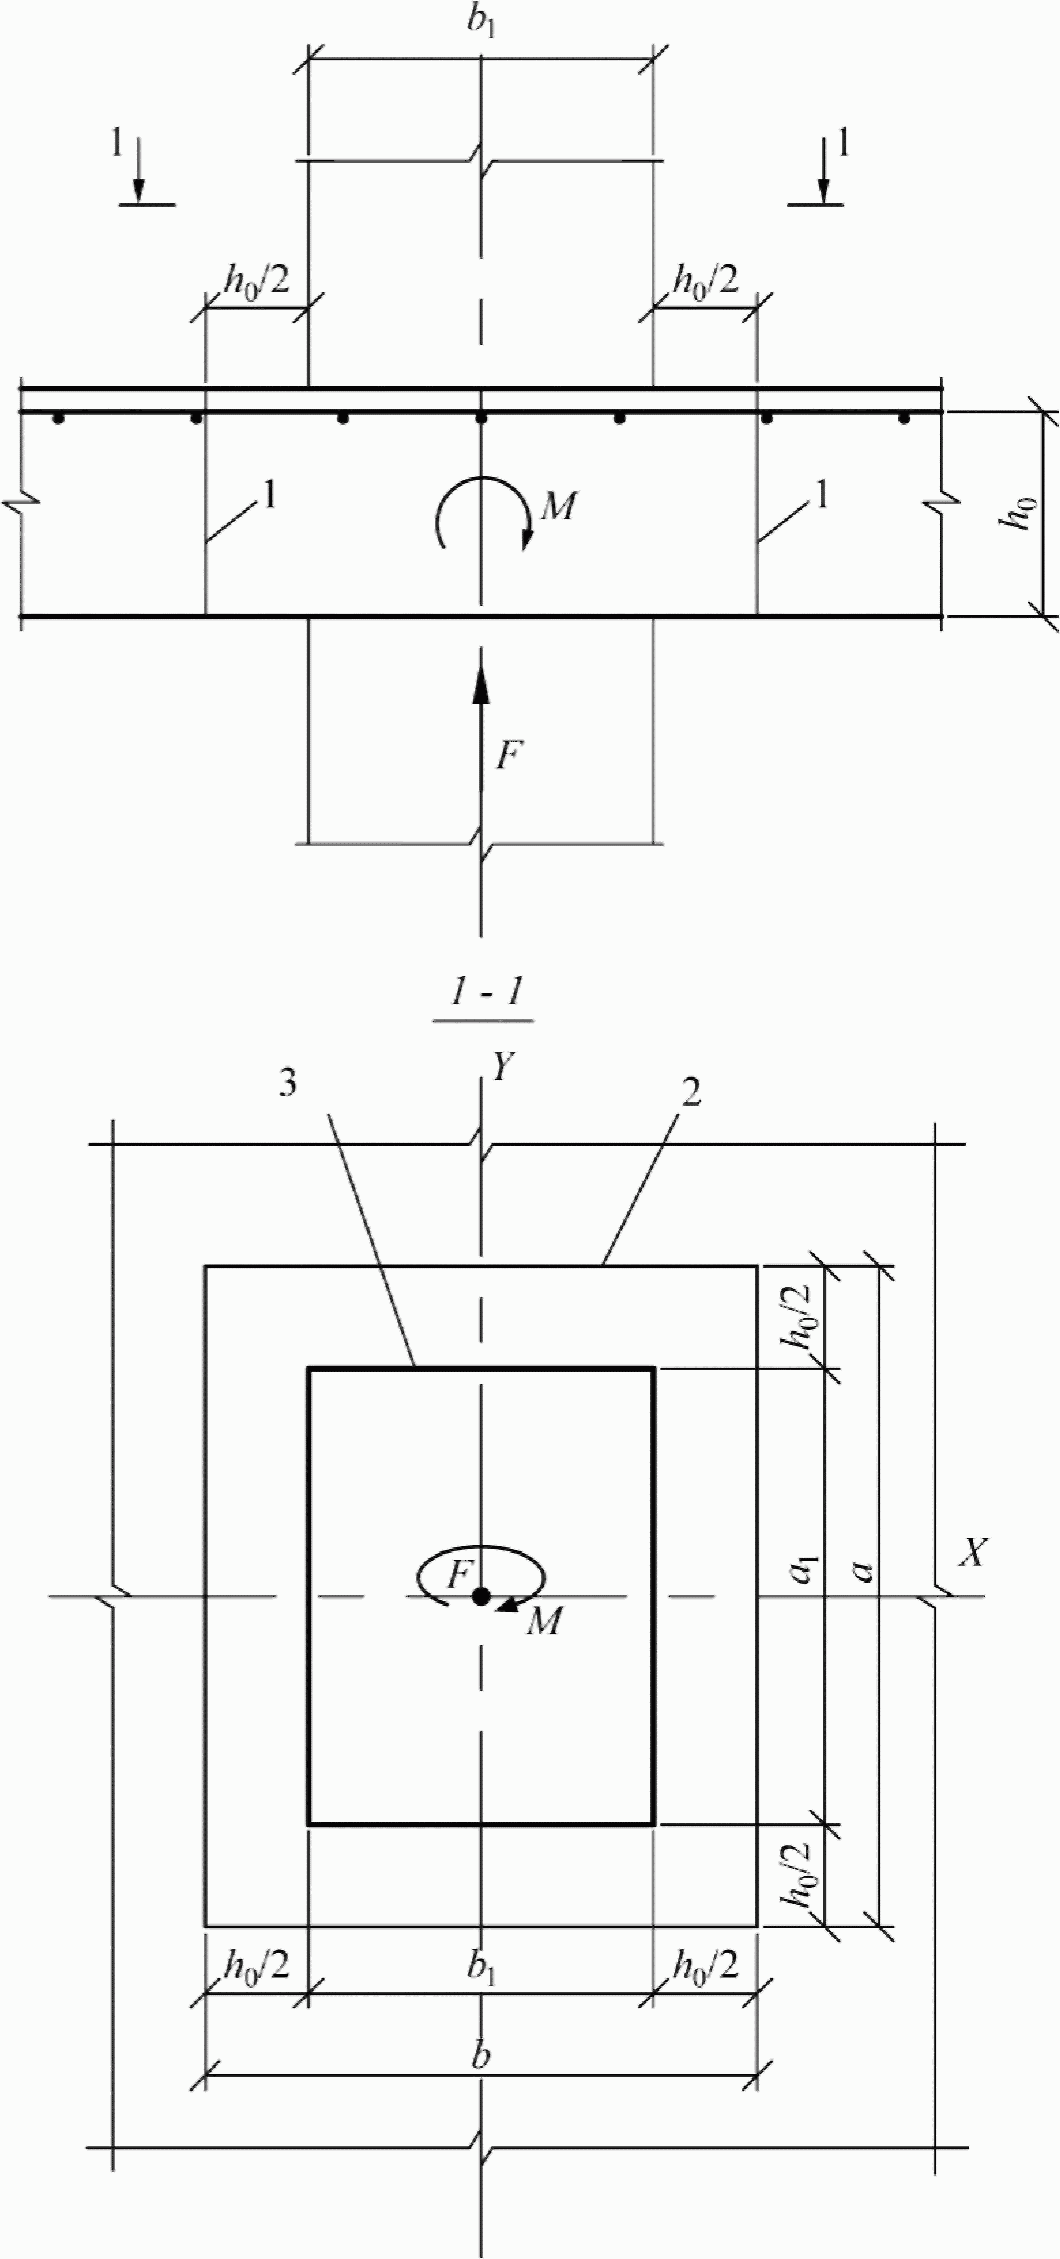 b₁
1 1
h₀/2 h₀/2
1 M 1 h₀
F
1 - 1
3 Y 2
h₀/2
F M a₁ a X
h₀/2
h₀/2 b₁ h₀/2
b